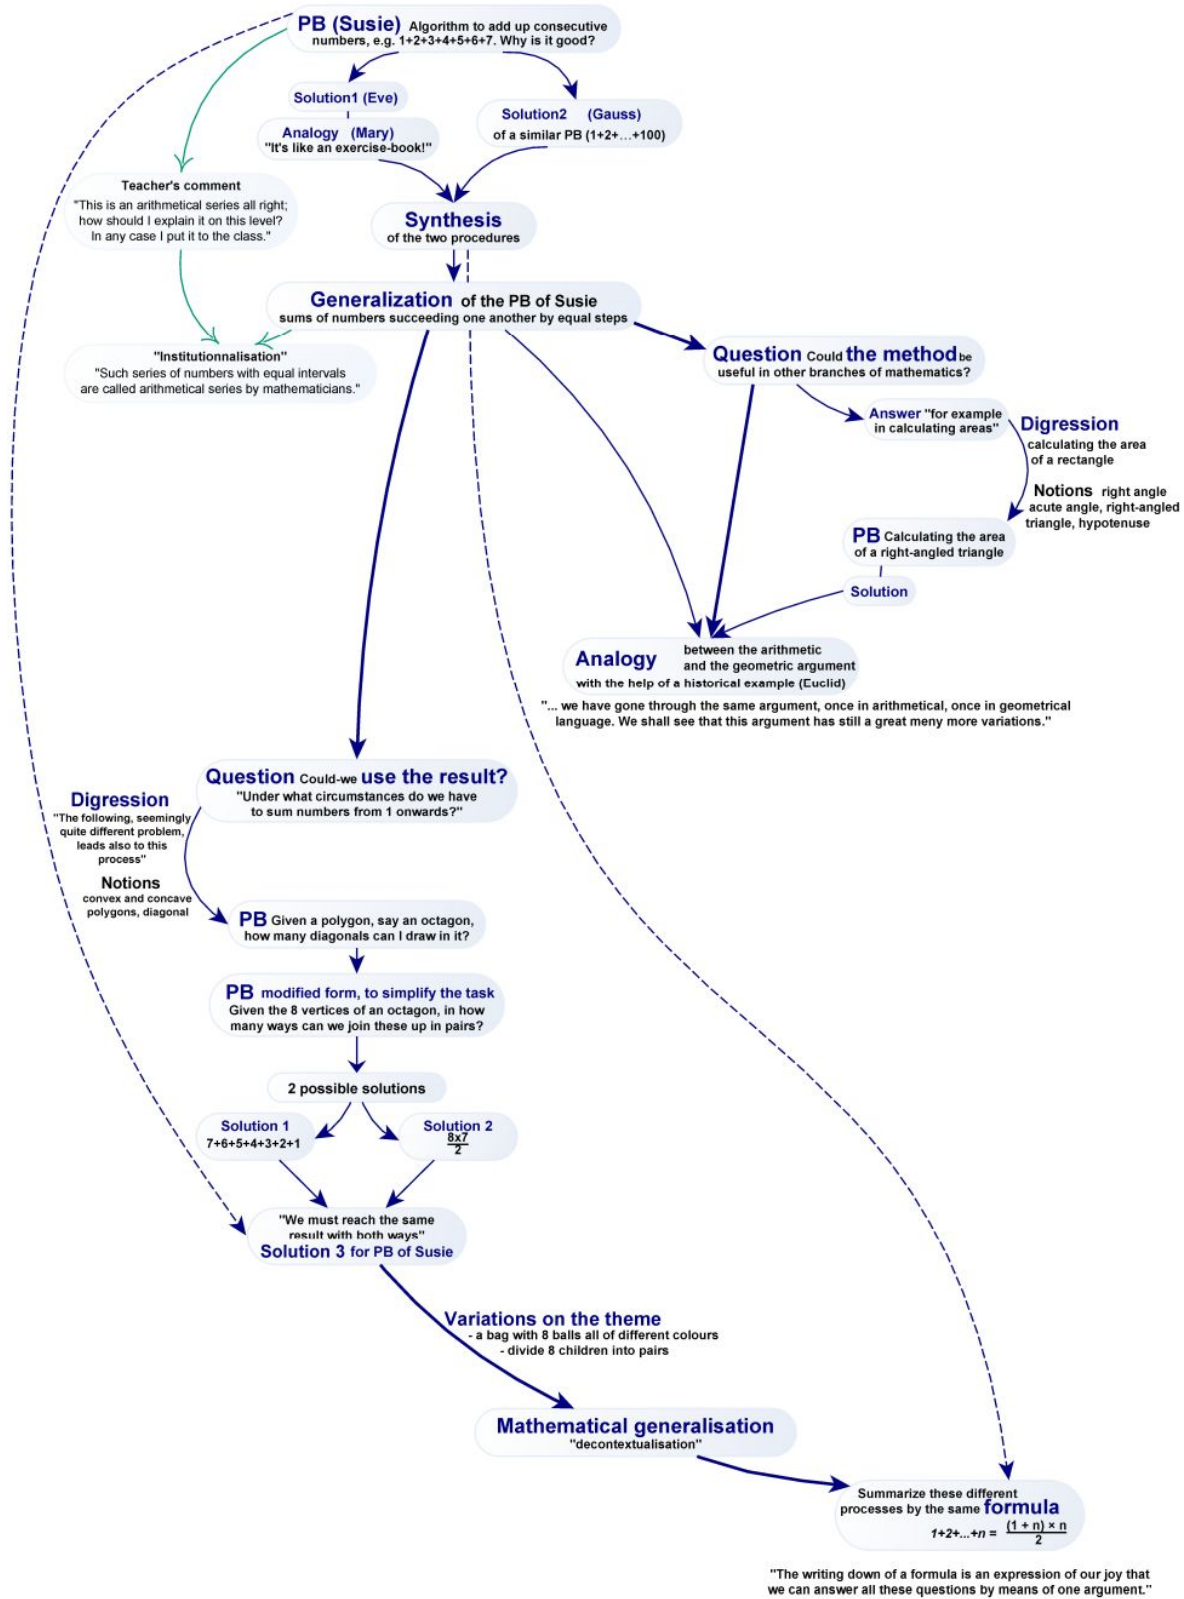 PB (Susie) Algorithm to add up consecutive
numbers, e.g. 1+2+3+4+5+6+7. Why is it good?
Solution1 (Eve)
Analogy (Mary)
"It's like an exercise-book!"
Solution2 (Gauss)
of a similar PB (1+2+...+100)
Teacher's comment
"This is an arithmetical series all right;
how should I explain it on this level?
In any case I put it to the class."
Synthesis
of the two procedures
Generalization of the PB of Susie
sums of numbers succeeding one another by equal steps
"Institutionnalisation"
"Such series of numbers with equal intervals
are called arithmetical series by mathematicians."
Question Could the method be
useful in other branches of mathematics?
Answer "for example
in calculating areas"
Digression
calculating the area
of a rectangle
Notions right angle
acute angle, right-angled
triangle, hypotenuse
PB Calculating the area
of a right-angled triangle
Solution
Analogy between the arithmetic
and the geometric argument
with the help of a historical example (Euclid)
"... we have gone through the same argument, once in arithmetical, once in geometrical
language. We shall see that this argument has still a great meny more variations."
Question Could-we use the result?
"Under what circumstances do we have
to sum numbers from 1 onwards?"
Digression
"The following, seemingly
quite different problem,
leads also to this
process"
Notions
convex and concave
polygons, diagonal
PB Given a polygon, say an octagon,
how many diagonals can I draw in it?
PB modified form, to simplify the task
Given the 8 vertices of an octagon, in how
many ways can we join these up in pairs?
2 possible solutions
Solution 1
7+6+5+4+3+2+1
Solution 2
8x7
2
"We must reach the same
result with both ways"
Solution 3 for PB of Susie
Variations on the theme
- a bag with 8 balls all of different colours
- divide 8 children into pairs
Mathematical generalisation
"decontextualisation"
Summarize these different
processes by the same formula
1+2+...+n = (1 + n) × n
2
"The writing down of a formula is an expression of our joy that
we can answer all these questions by means of one argument."